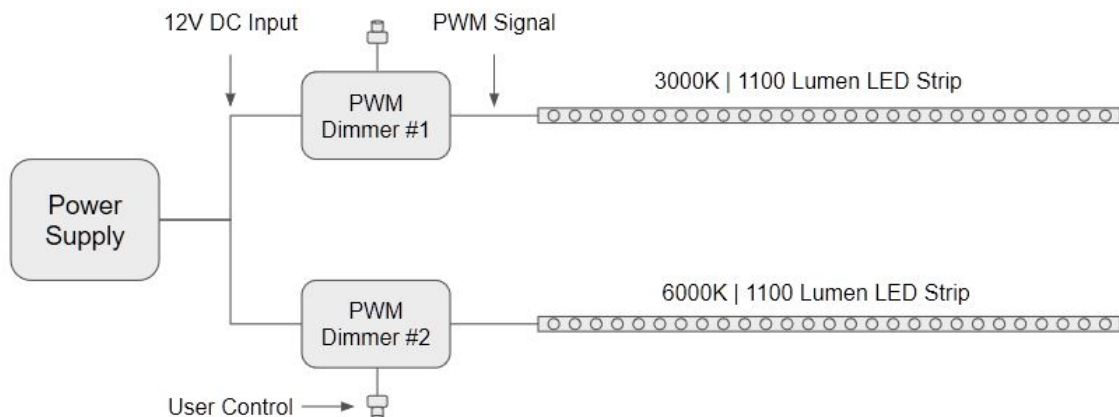 12V DC Input
PWM Signal
3000K | 1100 Lumen LED Strip
PWM
Dimmer #1
Power
Supply
6000K | 1100 Lumen LED Strip
PWM
Dimmer #2
User Control